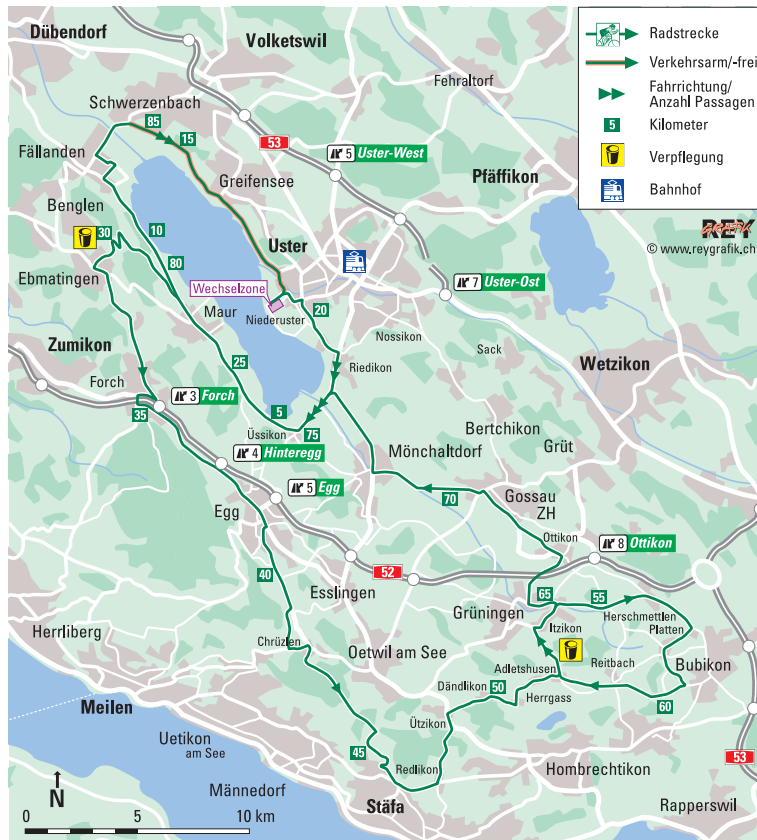 Dübendorf
Volketswil
Fehraltorf
Schwerzenbach
85
15
53
5 Uster-West
Fällanden
Greifensee
Pfäffikon
Benglen
30
10
Uster
80
Ebmatingen
Wechselzone
20
7 Uster-Ost
Maur
Niederuster
Nossikon
Sack
Zumikon
Riedikon
Wetzikon
25
Forch
3 Forch
35
5
75
Üssikon
Bertchikon
Mönchaltdorf
Grüt
4 Hinteregg
5 Egg
70
Gossau
ZH
Egg
Ottikon
8 Ottikon
40
52
Esslingen
65
55
Grüningen
Herschmettlen
Itzikon
Platten
Herrliberg
Chrüzlen
Oetwil am See
Reitbach
Adletshusen
Bubikon
Dändlikon
50
Herrgass
60
Meilen
Ützikon
Uetikon
am See
45
Redlikon
Hombrechtikon
53
Männedorf
Stäfa
Rapperswil
N
0 5 10 km
Radstrecke
Verkehrsarm/-frei
Fahrrichtung/
Anzahl Passagen
5 Kilometer
Verpflegung
Bahnhof
REY
GRAFIK
© www.reygrafik.ch